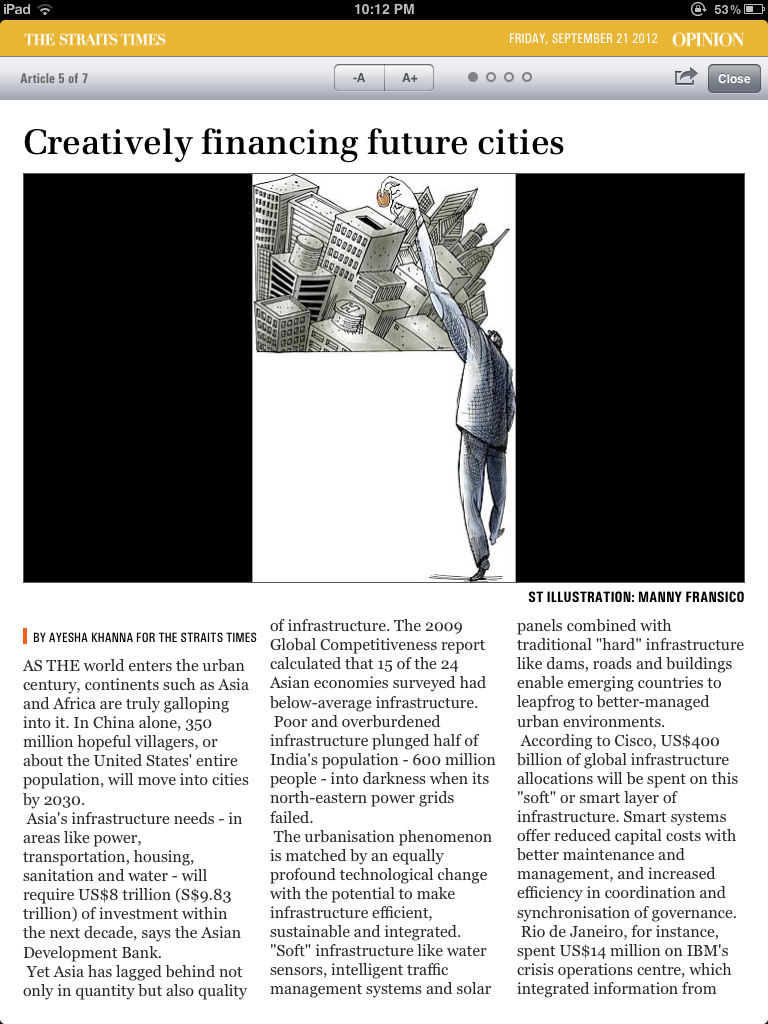 iPad
10:12 PM
53%
THE STRAITS TIMES
FRIDAY, SEPTEMBER 21 2012 OPINION
Article 5 of 7
-A
A+
Close
Creatively financing future cities
H
ST ILLUSTRATION: MANNY FRANSICO
BY AYESHA KHANNA FOR THE STRAITS TIMES
AS THE world enters the urban
century, continents such as Asia
and Africa are truly galloping
into it. In China alone, 350
million hopeful villagers, or
about the United States' entire
population, will move into cities
by 2030.
Asia's infrastructure needs - in
areas like power,
transportation, housing,
sanitation and water - will
require US$8 trillion (S$9.83
trillion) of investment within
the next decade, says the Asian
Development Bank.
Yet Asia has lagged behind not
only in quantity but also quality
of infrastructure. The 2009
Global Competitiveness report
calculated that 15 of the 24
Asian economies surveyed had
below-average infrastructure.
Poor and overburdened
infrastructure plunged half of
India's population - 600 million
people - into darkness when its
north-eastern power grids
failed.
The urbanisation phenomenon
is matched by an equally
profound technological change
with the potential to make
infrastructure efficient,
sustainable and integrated.
"Soft" infrastructure like water
sensors, intelligent traffic
management systems and solar
panels combined with
traditional "hard" infrastructure
like dams, roads and buildings
enable emerging countries to
leapfrog to better-managed
urban environments.
According to Cisco, US$400
billion of global infrastructure
allocations will be spent on this
"soft" or smart layer of
infrastructure. Smart systems
offer reduced capital costs with
better maintenance and
management, and increased
efficiency in coordination and
synchronisation of governance.
Rio de Janeiro, for instance,
spent US$14 million on IBM's
crisis operations centre, which
integrated information from